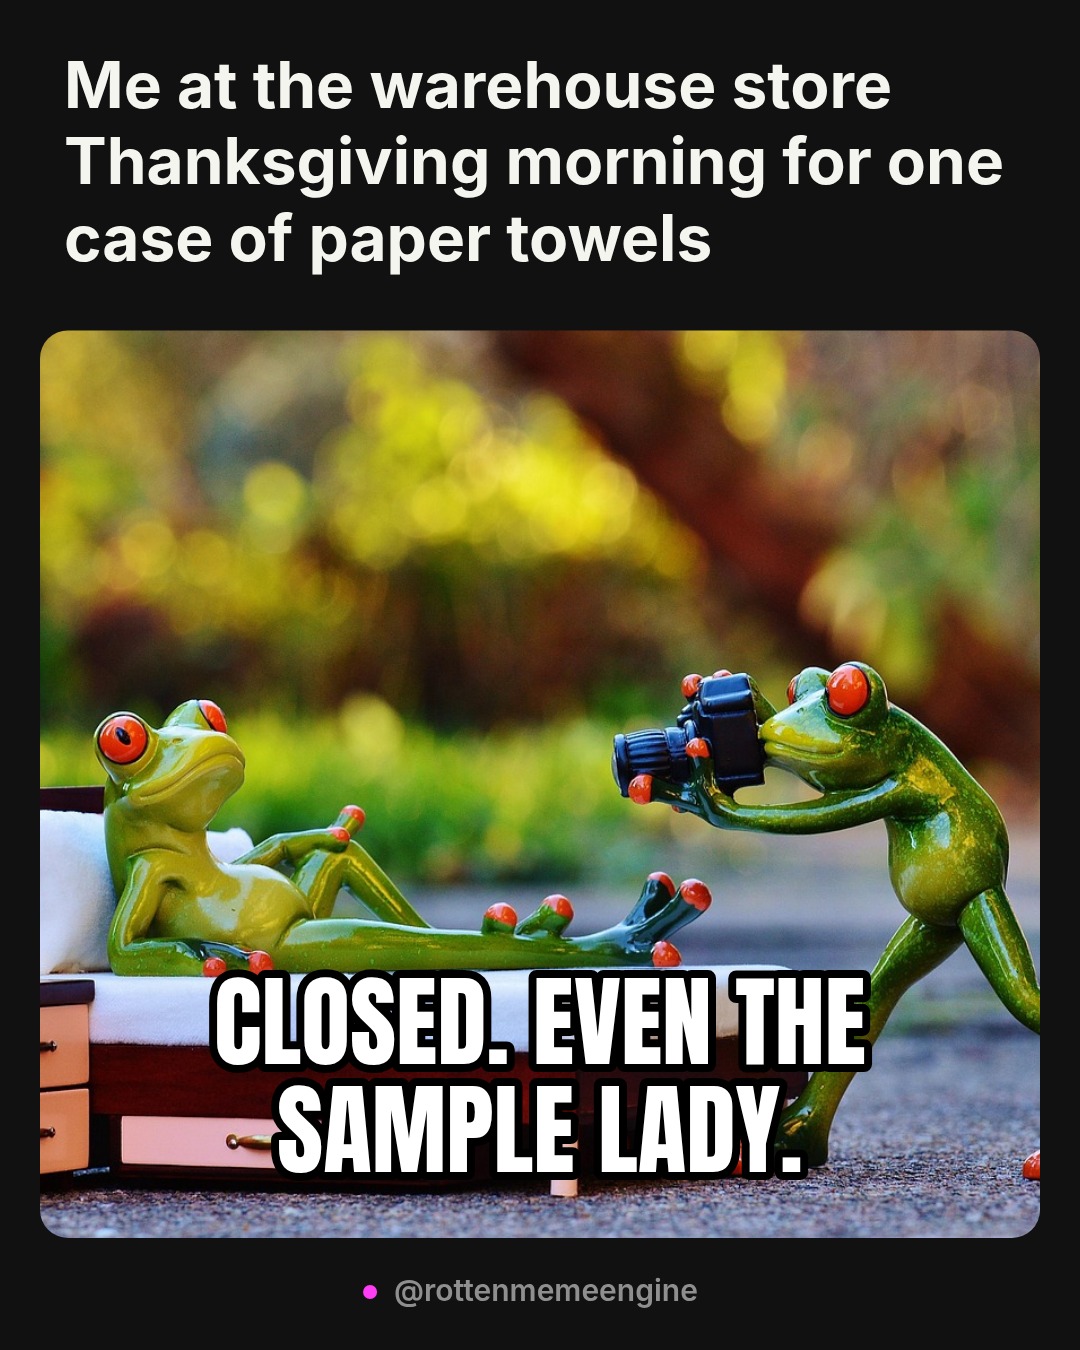 Me at the warehouse store
Thanksgiving morning for one
case of paper towels
CLOSED. EVEN THE
SAMPLE LADY.
@rottenmemeengine